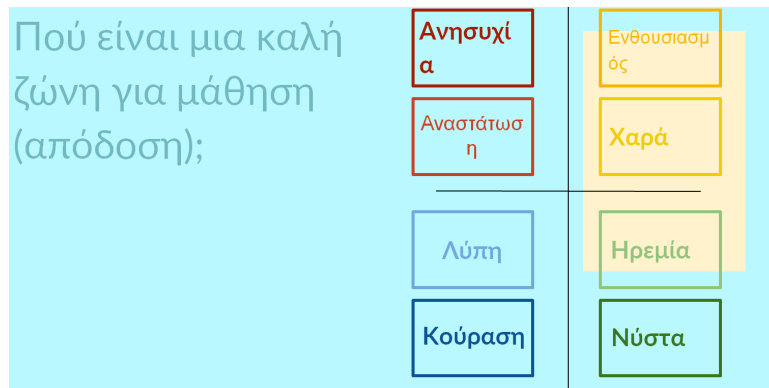 Πού είναι μια καλή
ζώνη για μάθηση
(απόδοση);
Ανησυχί
α
Ενθουσιασμ
ός
Αναστάτωσ
η
Χαρά
Λύπη
Ηρεμία
Κούραση
Νύστα